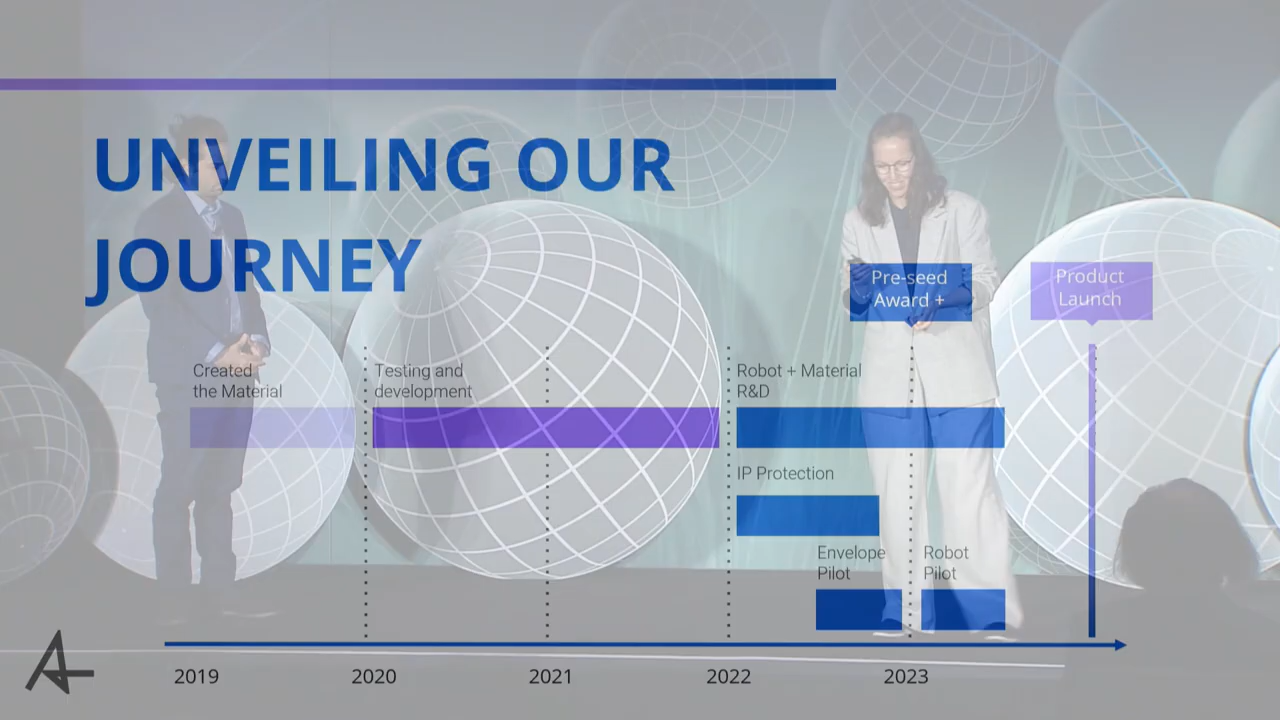 UNVEILING OUR
JOURNEY
Pre-seed
Award +
Product
Launch
Created
the Material
Testing and
development
Robot + Material
R&D
IP Protection
Envelope
Pilot
Robot
Pilot
2019
2020
2021
2022
2023